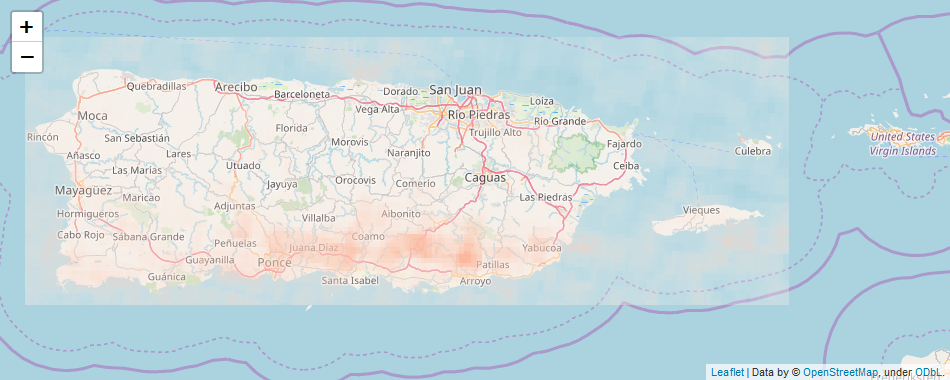 +
−
Quebradillas
Arecibo
Barceloneta
Dorado
San Juan
Loíza
Moca
Vega Alta
Río Piedras
Río Grande
Rincón
San Sebastián
Florida
Trujillo Alto
Fajardo
United States
Virgin Islands
Añasco
Lares
Morovis
Naranjito
Culebra
Las Marías
Utuado
Ceiba
Mayagüez
Jayuya
Orocovis
Comerío
Caguas
Maricao
Adjuntas
Las Piedras
Hormigueros
Villalba
Aibonito
Vieques
Cabo Rojo
Sabana Grande
Peñuelas
Juana Díaz
Coamo
Yabucoa
Guayanilla
Ponce
Patillas
Guánica
Santa Isabel
Arroyo
Leaflet | Data by © OpenStreetMap, under ODbL.